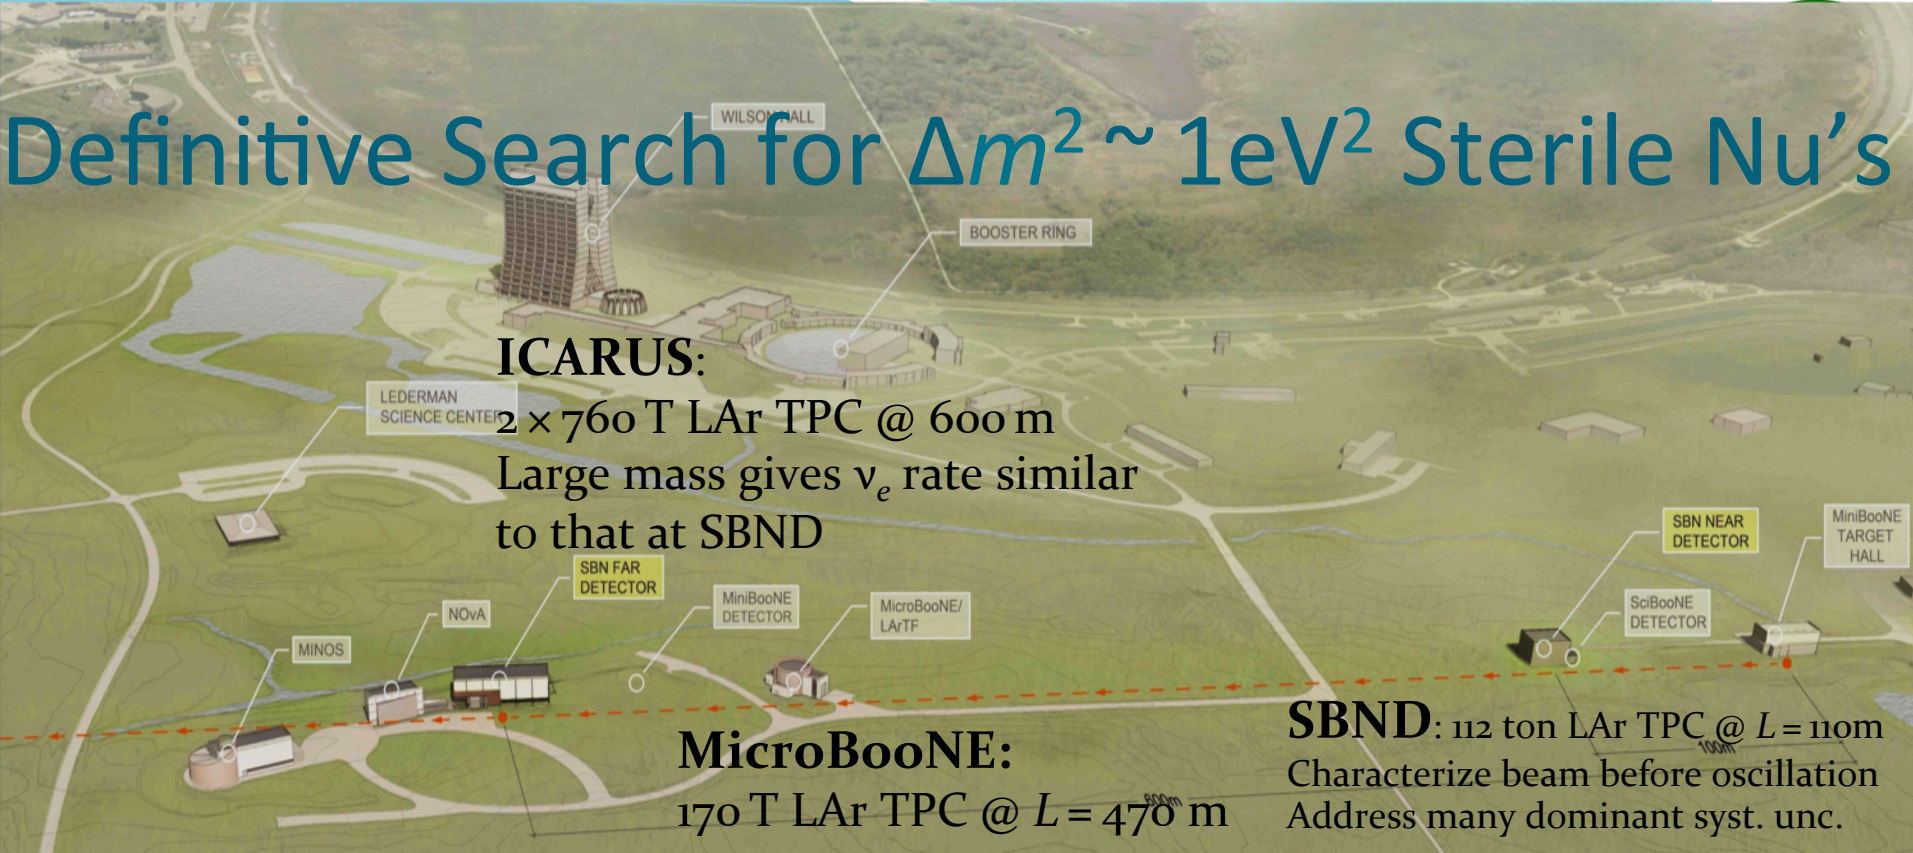 Definitive Search for Δm² ~ 1eV² Sterile Nu’s
WILSON HALL
BOOSTER RING
ICARUS:
2 × 760 T LAr TPC @ 600 m
Large mass gives νₑ rate similar
to that at SBND
LEDERMAN
SCIENCE CENTER
SBN FAR
DETECTOR
NOvA
MINOS
MiniBooNE
DETECTOR
MicroBooNE/
LArTF
SBN NEAR
DETECTOR
MiniBooNE
TARGET
HALL
SciBooNE
DETECTOR
MicroBooNE:
170 T LAr TPC @ L = 470 m
600m
SBND: 112 ton LAr TPC @ L = 110m
100m
Characterize beam before oscillation
Address many dominant syst. unc.